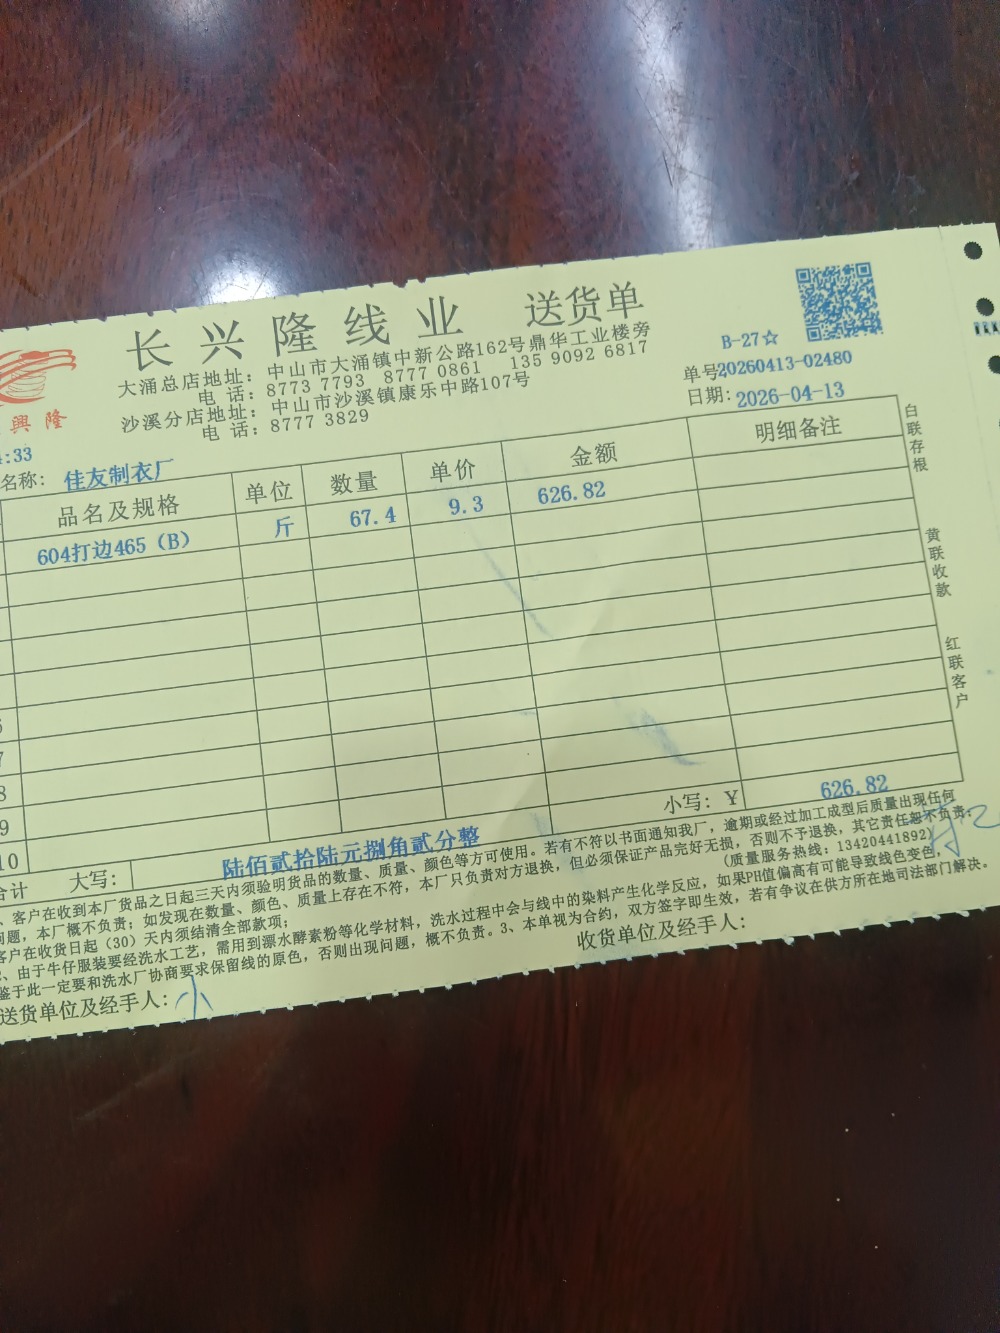 长兴隆线业 送货单
大涌总店地址：中山市大涌镇中新公路162号鼎华工业楼旁
电 话：8773 7793 8777 0861 135 9092 6817
沙溪分店地址：中山市沙溪镇康乐中路107号
电 话：8777 3829
興隆
B-27☆
单号20260413-02480
日期：2026-04-13
:33
名称：佳友制衣厂
品名及规格 单位 数量 单价 金额 明细备注
604打边465（B） 斤 67.4 9.3 626.82
7
8
9
10
合计 大写：陆佰贰拾陆元捌角贰分整 小写：Y 626.82
白联存根
黄联收款
红联客户
、客户在收到本厂货品之日起三天内须验明货品的数量、质量、颜色等方可使用。若有不符以书面通知我厂，逾期或经过加工成型后质量出现任何
问题，本厂概不负责；如发现在数量、颜色、质量上存在不符，本厂只负责对方退换，但必须保证产品完好无损，否则不予退换，其它责任恕不负责；
客户在收货日起（30）天内须结清全部款项；（质量服务热线：13420441892）
2、由于牛仔服装要经洗水工艺，需用到漂水酵素粉等化学材料，洗水过程中会与线中的染料产生化学反应，如果PH值偏高有可能导致线色变色，
鉴于此一定要和洗水厂协商要求保留线的原色，否则出现问题，概不负责。3、本单视为合约，双方签字即生效，若有争议在供方所在地司法部门解决。
送货单位及经手人：小 收货单位及经手人：